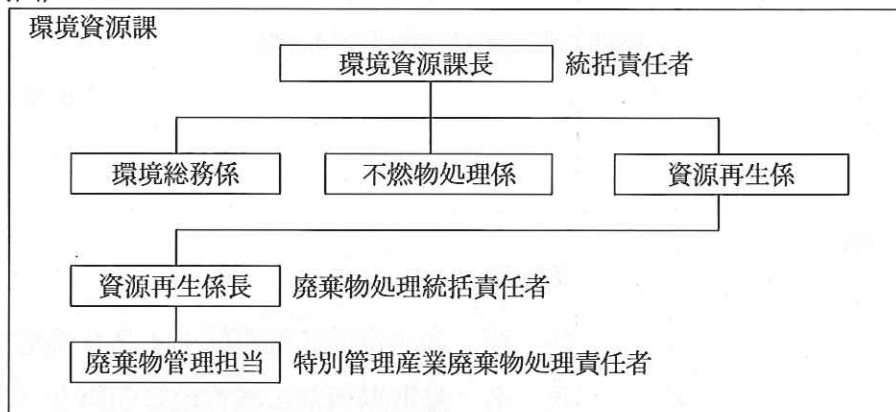 環境資源課
環境資源課長 統括責任者
環境総務係 不燃物処理係 資源再生係
資源再生係長 廃棄物処理統括責任者
廃棄物管理担当 特別管理産業廃棄物処理責任者